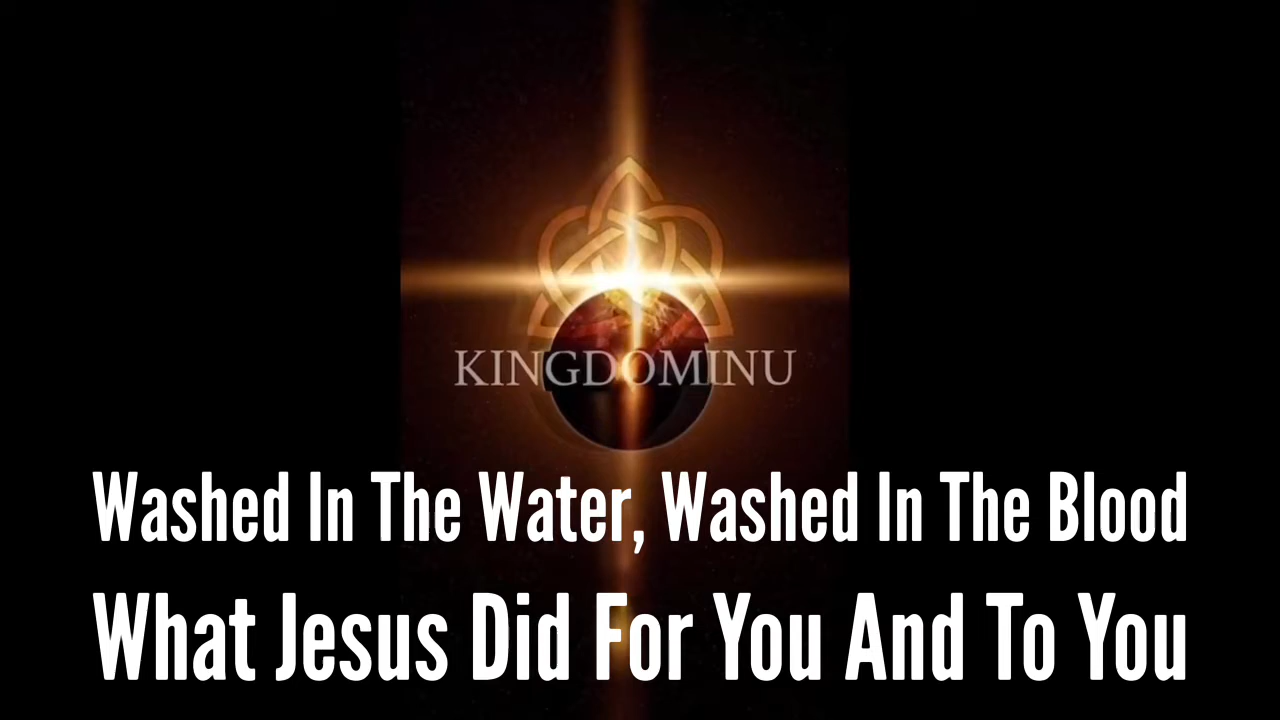 KINGDOMINU
Washed In The Water, Washed In The Blood
What Jesus Did For You And To You